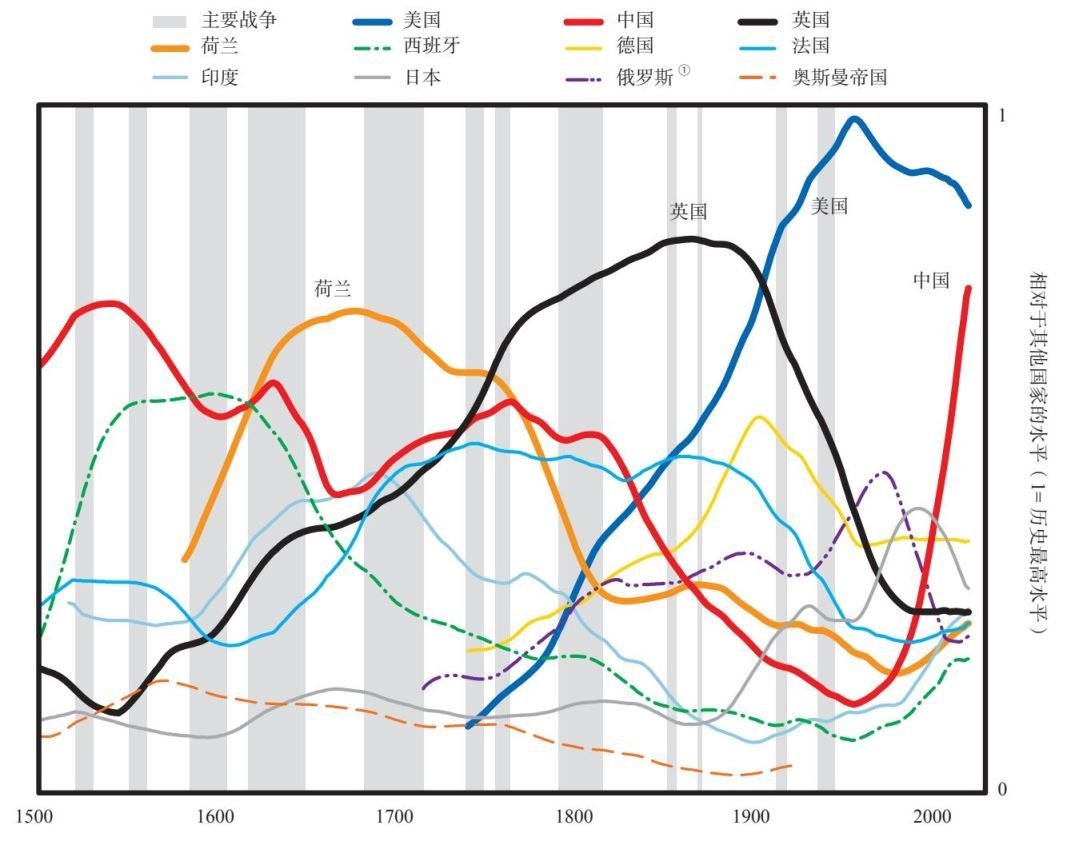 主要战争 美国 中国 英国
荷兰 西班牙 德国 法国
印度 日本 俄罗斯① 奥斯曼帝国
1
英国
美国
中国
荷兰
相对于其他国家的水平（1=历史最高水平）
0
1500 1600 1700 1800 1900 2000